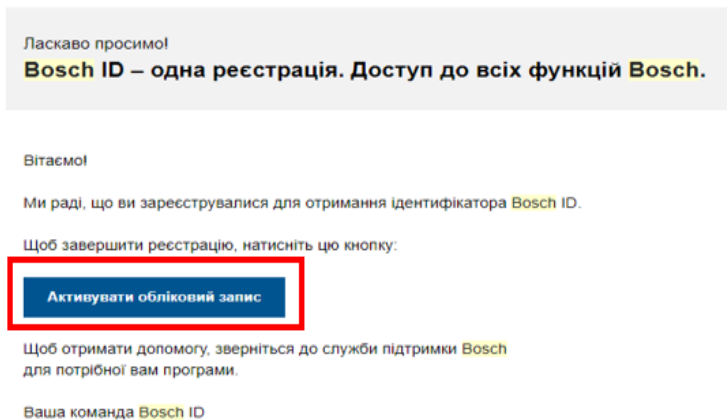 Ласкаво просимо!
Bosch ID – одна реєстрація. Доступ до всіх функцій Bosch.
Вітаємо!
Ми раді, що ви зареєструвалися для отримання ідентифікатора Bosch ID.
Щоб завершити реєстрацію, натисніть цю кнопку:
Активувати обліковий запис
Щоб отримати допомогу, зверніться до служби підтримки Bosch
для потрібної вам програми.
Ваша команда Bosch ID